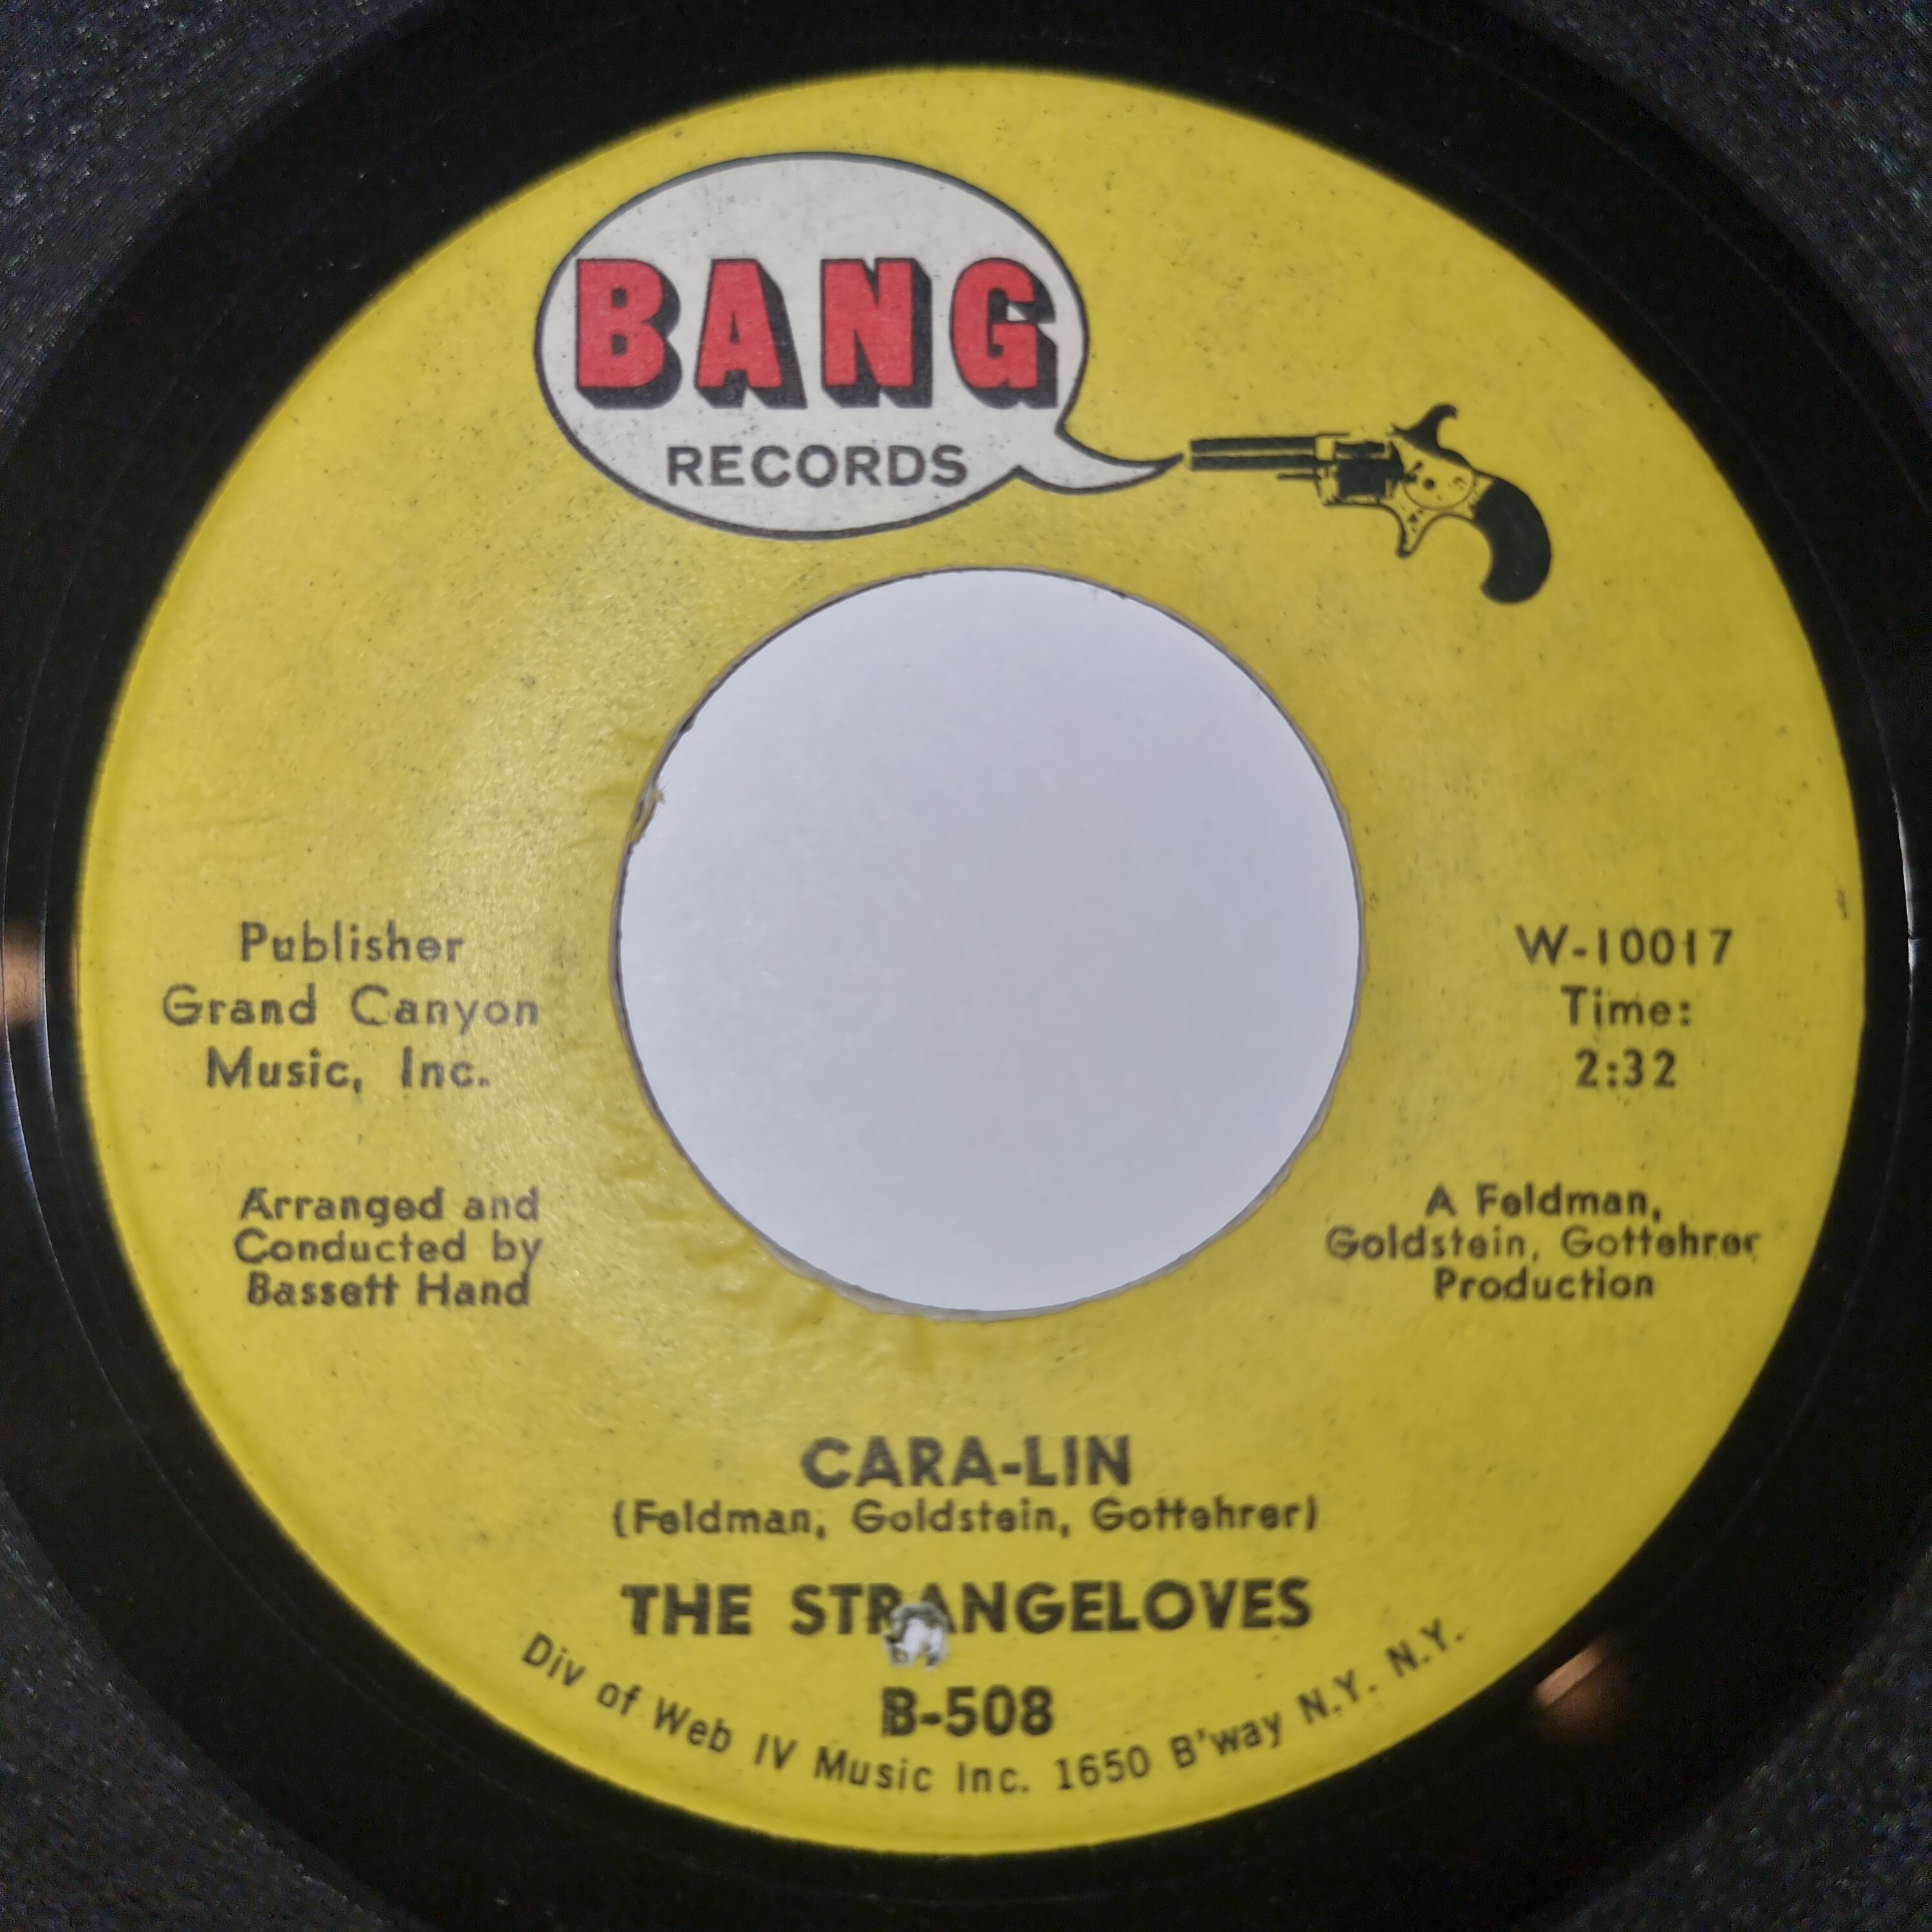 BANG
RECORDS
Publisher
Grand Canyon
Music, Inc.
Arranged and
Conducted by
Bassett Hand
W-10017
Time:
2:32
A Feldman,
Goldstein, Gottehrer
Production
CARA-LIN
(Feldman, Goldstein, Gottehrer)
THE STRANGELOVES
B-508
Div of Web IV Music Inc. 1650 B'way N.Y. N.Y.